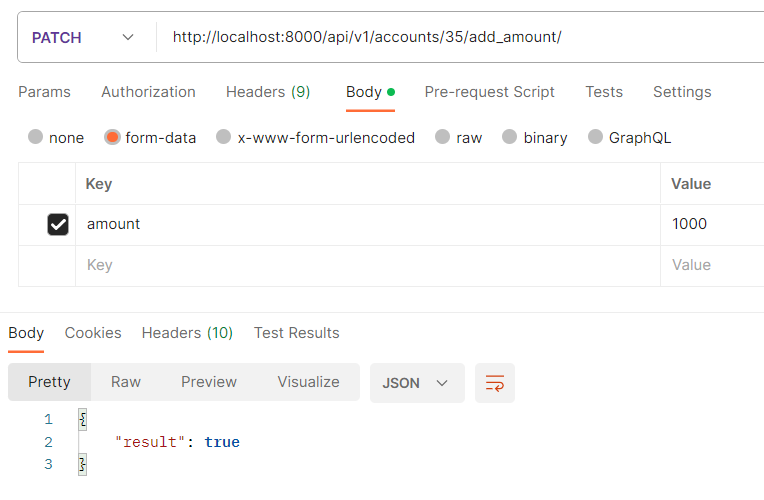 PATCH http://localhost:8000/api/v1/accounts/35/add_amount/
Params Authorization Headers (9) Body Pre-request Script Tests Settings
none form-data x-www-form-urlencoded raw binary GraphQL
Key Value
amount 1000
Key Value
Body Cookies Headers (10) Test Results
Pretty Raw Preview Visualize JSON
1 {
2 "result": true
3 }